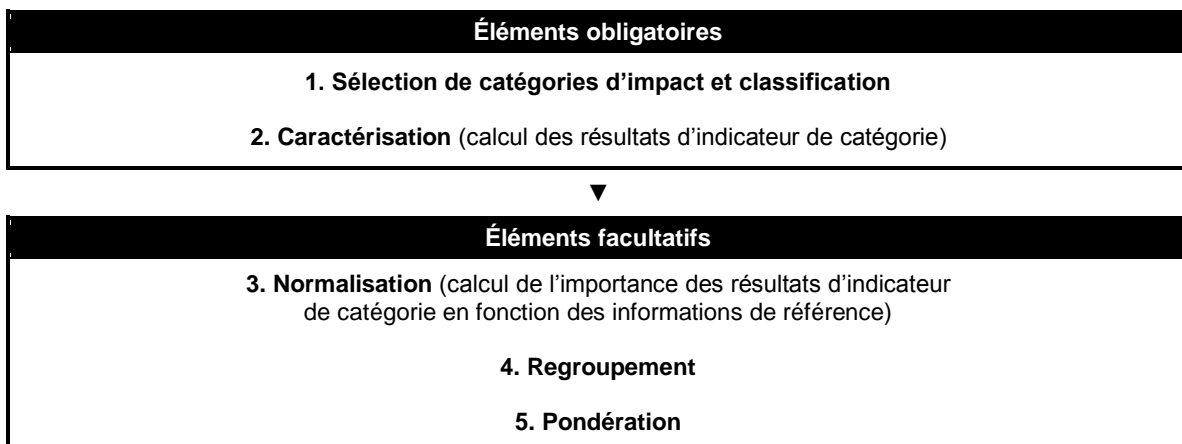 Éléments obligatoires
1. Sélection de catégories d’impact et classification
2. Caractérisation (calcul des résultats d’indicateur de catégorie)
▼
Éléments facultatifs
3. Normalisation (calcul de l’importance des résultats d’indicateur
de catégorie en fonction des informations de référence)
4. Regroupement
5. Pondération